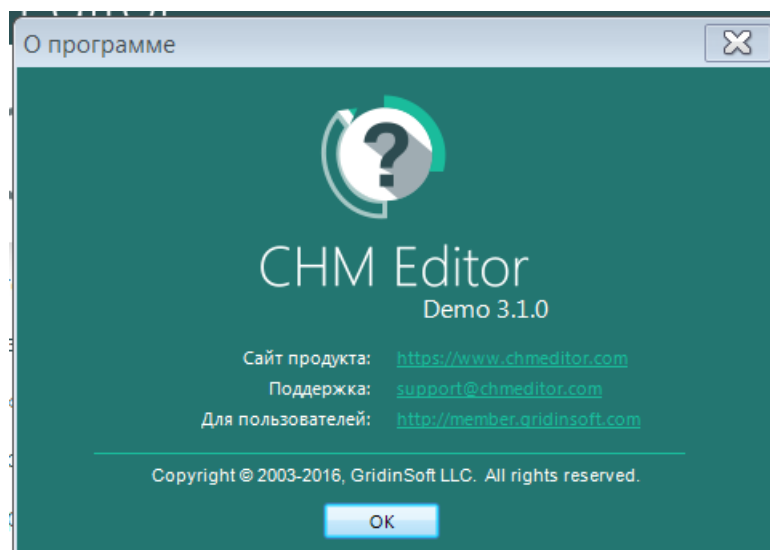 О программе
CHM Editor
Demo 3.1.0
Сайт продукта: https://www.chmeditor.com
Поддержка: support@chmeditor.com
Для пользователей: http://member.gridinsoft.com
Copyright © 2003-2016, GridinSoft LLC. All rights reserved.
OK